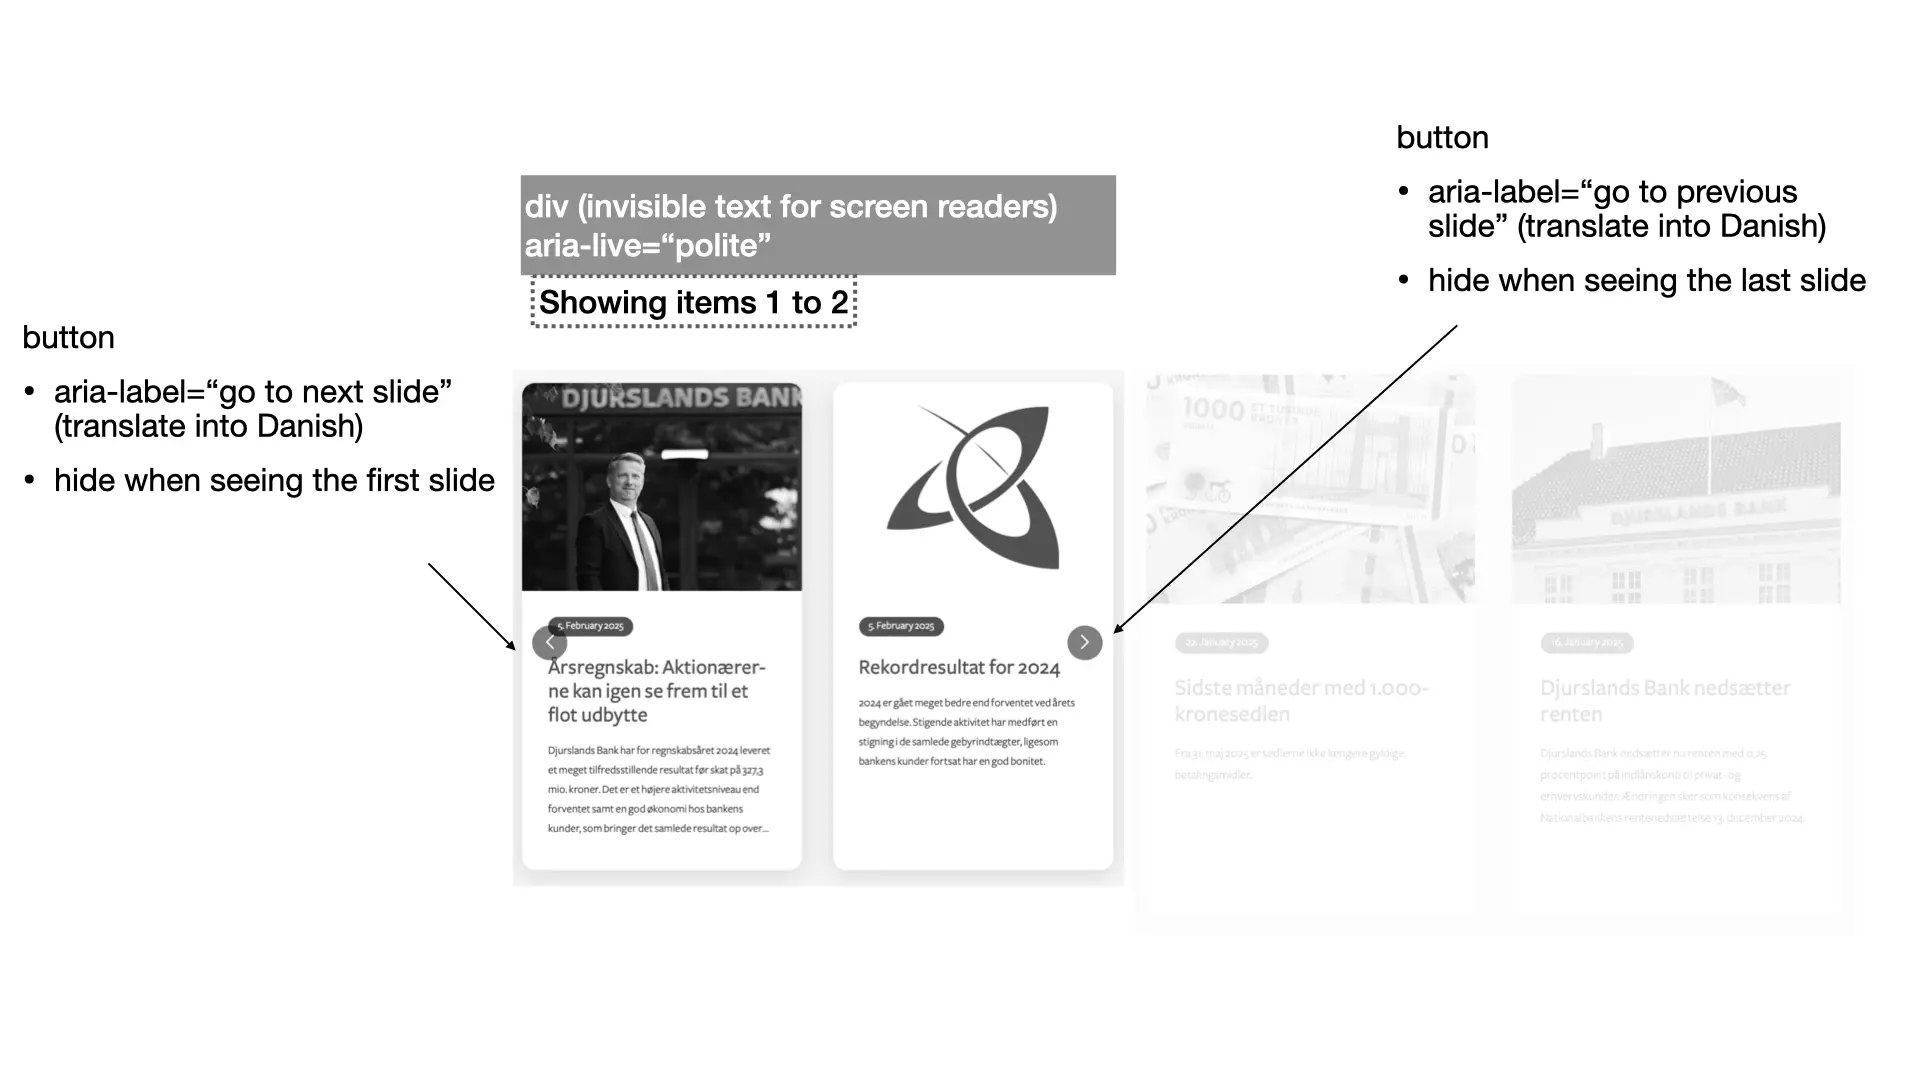 button
• aria-label=“go to previous
slide” (translate into Danish)
• hide when seeing the last slide
div (invisible text for screen readers)
aria-live=“polite”
Showing items 1 to 2
button
• aria-label=“go to next slide”
(translate into Danish)
• hide when seeing the first slide
DJURSLANDS BANK
5. February 2025
Årsregnskab: Aktionærer-
ne kan igen se frem til et
flot udbytte
Djurslands Bank har for regnskabsåret 2024 leveret
et meget tilfredsstillende resultat før skat på 327,3
mio. kroner. Det er et højere aktivitetsniveau end
forventet samt en god økonomi hos bankens
kunder, som bringer det samlede resultat op over...
5. February 2025
Rekordresultat for 2024
2024 er gået meget bedre end forventet ved årets
begyndelse. Stigende aktivitet har medført en
stigning i de samlede gebyrindtægter, ligesom
bankens kunder fortsat har en god bonitet.
1000
22. January 2025
Sidste måneder med 1.000-
kronesedlen
Fra 31. maj 2025 er sedlerne ikke længere gyldige
betalingsmidler.
DJURSLANDS BANK
16. January 2025
Djurslands Bank nedsætter
renten
Djurslands Bank nedsætter nu renten med 0,25
procentpoint på indlånskonti til privat- og
erhvervskunder. Ændringen sker som konsekvens af
Nationalbankens rentenedsættelse 13. december 2024.